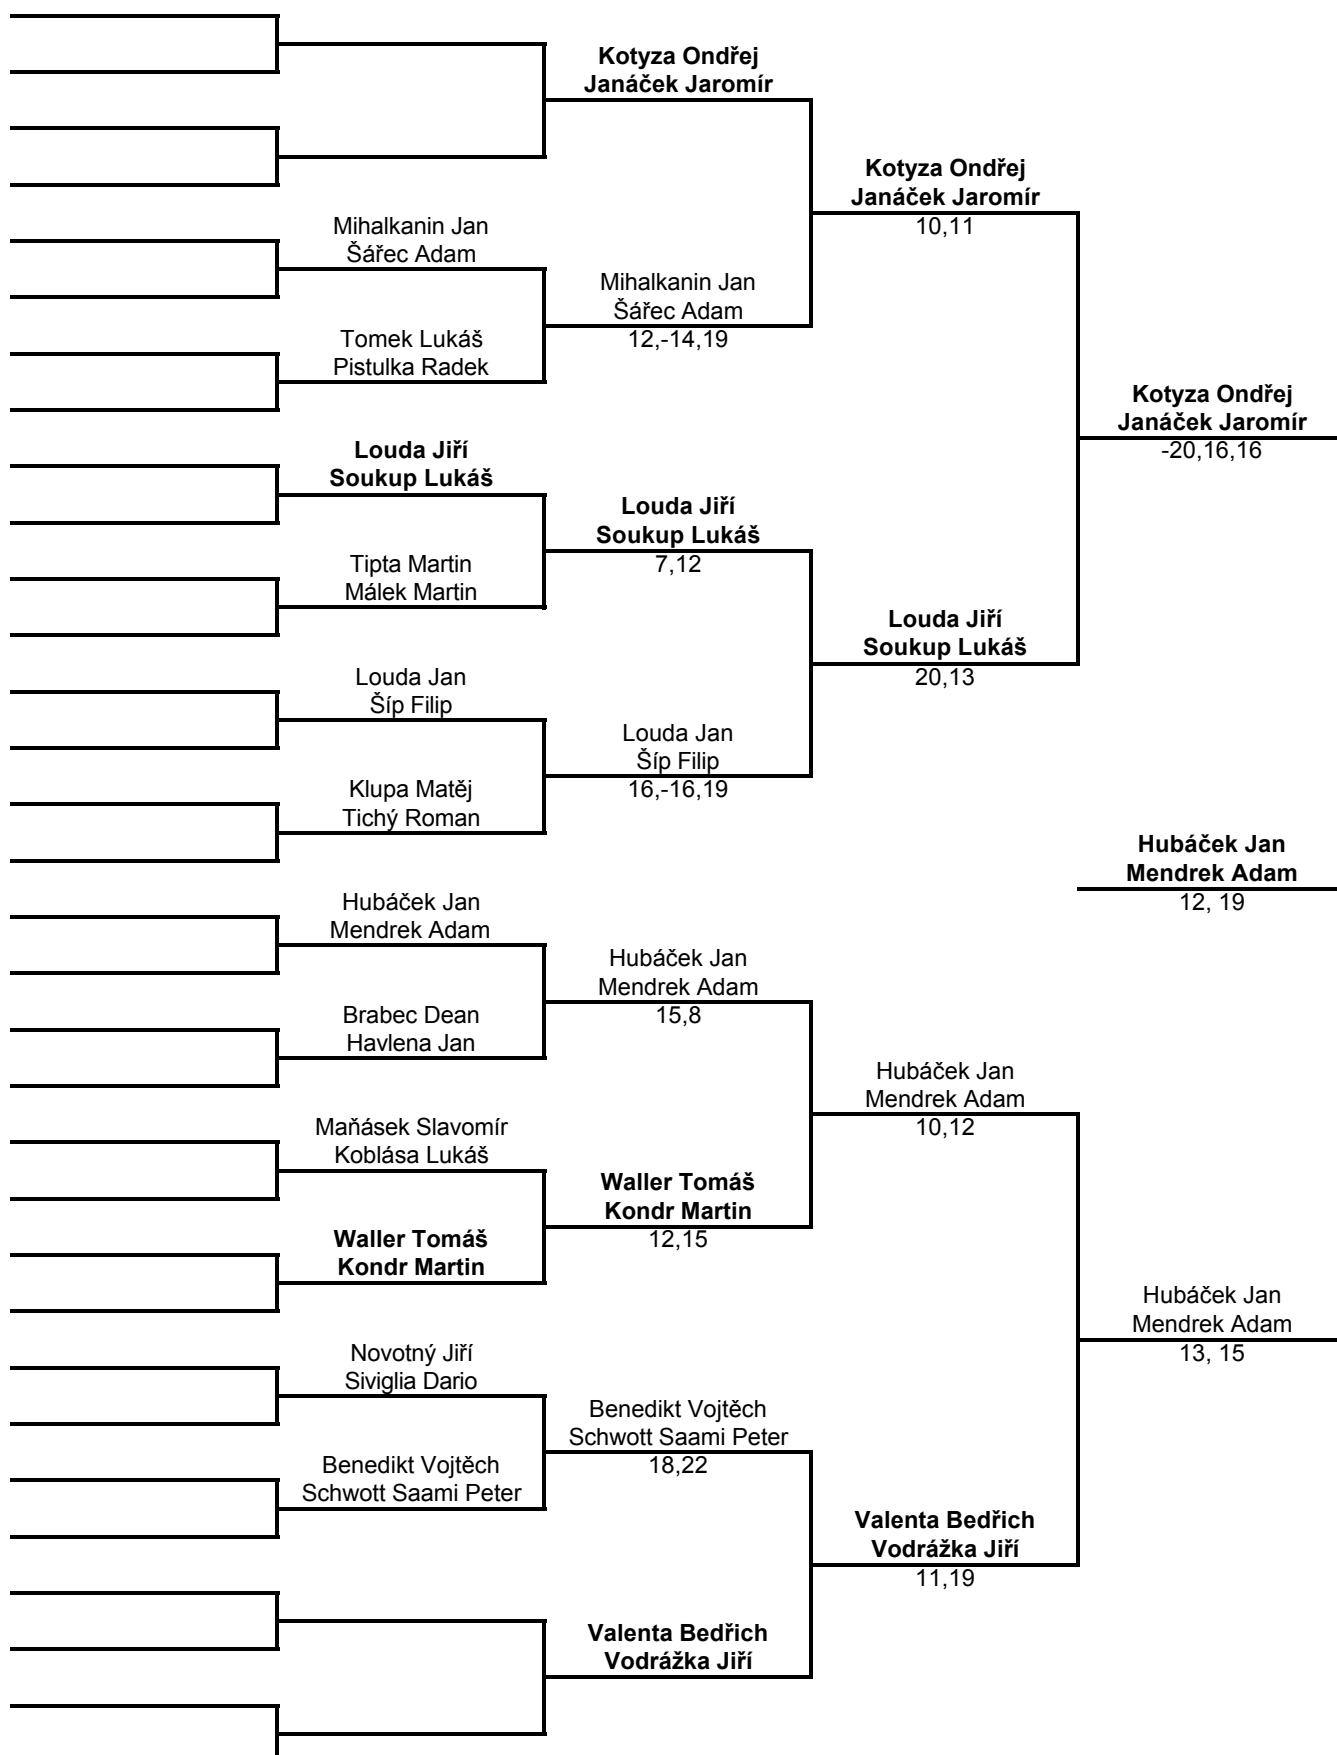 Kotyza Ondřej
Janáček Jaromír
Kotyza Ondřej
Janáček Jaromír
10,11
Mihalkanin Jan
Šářec Adam
Mihalkanin Jan
Šářec Adam
12,-14,19
Tomek Lukáš
Pistulka Radek
Kotyza Ondřej
Janáček Jaromír
-20,16,16
Louda Jiří
Soukup Lukáš
Louda Jiří
Soukup Lukáš
7,12
Tipta Martin
Málek Martin
Louda Jiří
Soukup Lukáš
20,13
Louda Jan
Šíp Filip
Louda Jan
Šíp Filip
16,-16,19
Klupa Matěj
Tichý Roman
Hubáček Jan
Mendrek Adam
12, 19
Hubáček Jan
Mendrek Adam
Hubáček Jan
Mendrek Adam
15,8
Brabec Dean
Havlena Jan
Hubáček Jan
Mendrek Adam
10,12
Maňásek Slavomír
Koblása Lukáš
Waller Tomáš
Kondr Martin
12,15
Waller Tomáš
Kondr Martin
Hubáček Jan
Mendrek Adam
13, 15
Novotný Jiří
Siviglia Dario
Benedikt Vojtěch
Schwott Saami Peter
18,22
Benedikt Vojtěch
Schwott Saami Peter
Valenta Bedřich
Vodrážka Jiří
11,19
Valenta Bedřich
Vodrážka Jiří